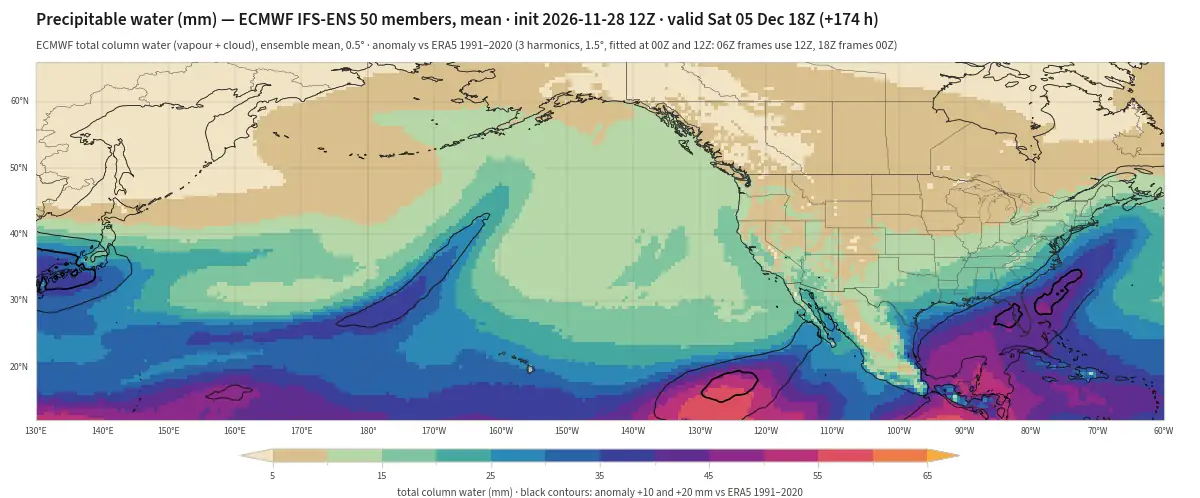 Precipitable water (mm) — ECMWF IFS-ENS 50 members, mean · init 2026-11-28 12Z · valid Sat 05 Dec 18Z (+174 h)
ECMWF total column water (vapour + cloud), ensemble mean, 0.5° · anomaly vs ERA5 1991–2020 (3 harmonics, 1.5°, fitted at 00Z and 12Z: 06Z frames use 12Z, 18Z frames 00Z)
60°N
50°N
40°N
30°N
20°N
130°E 140°E 150°E 160°E 170°E 180° 170°W 160°W 150°W 140°W 130°W 120°W 110°W 100°W 90°W 80°W 70°W 60°W
5 15 25 35 45 55 65
total column water (mm) · black contours: anomaly +10 and +20 mm vs ERA5 1991–2020